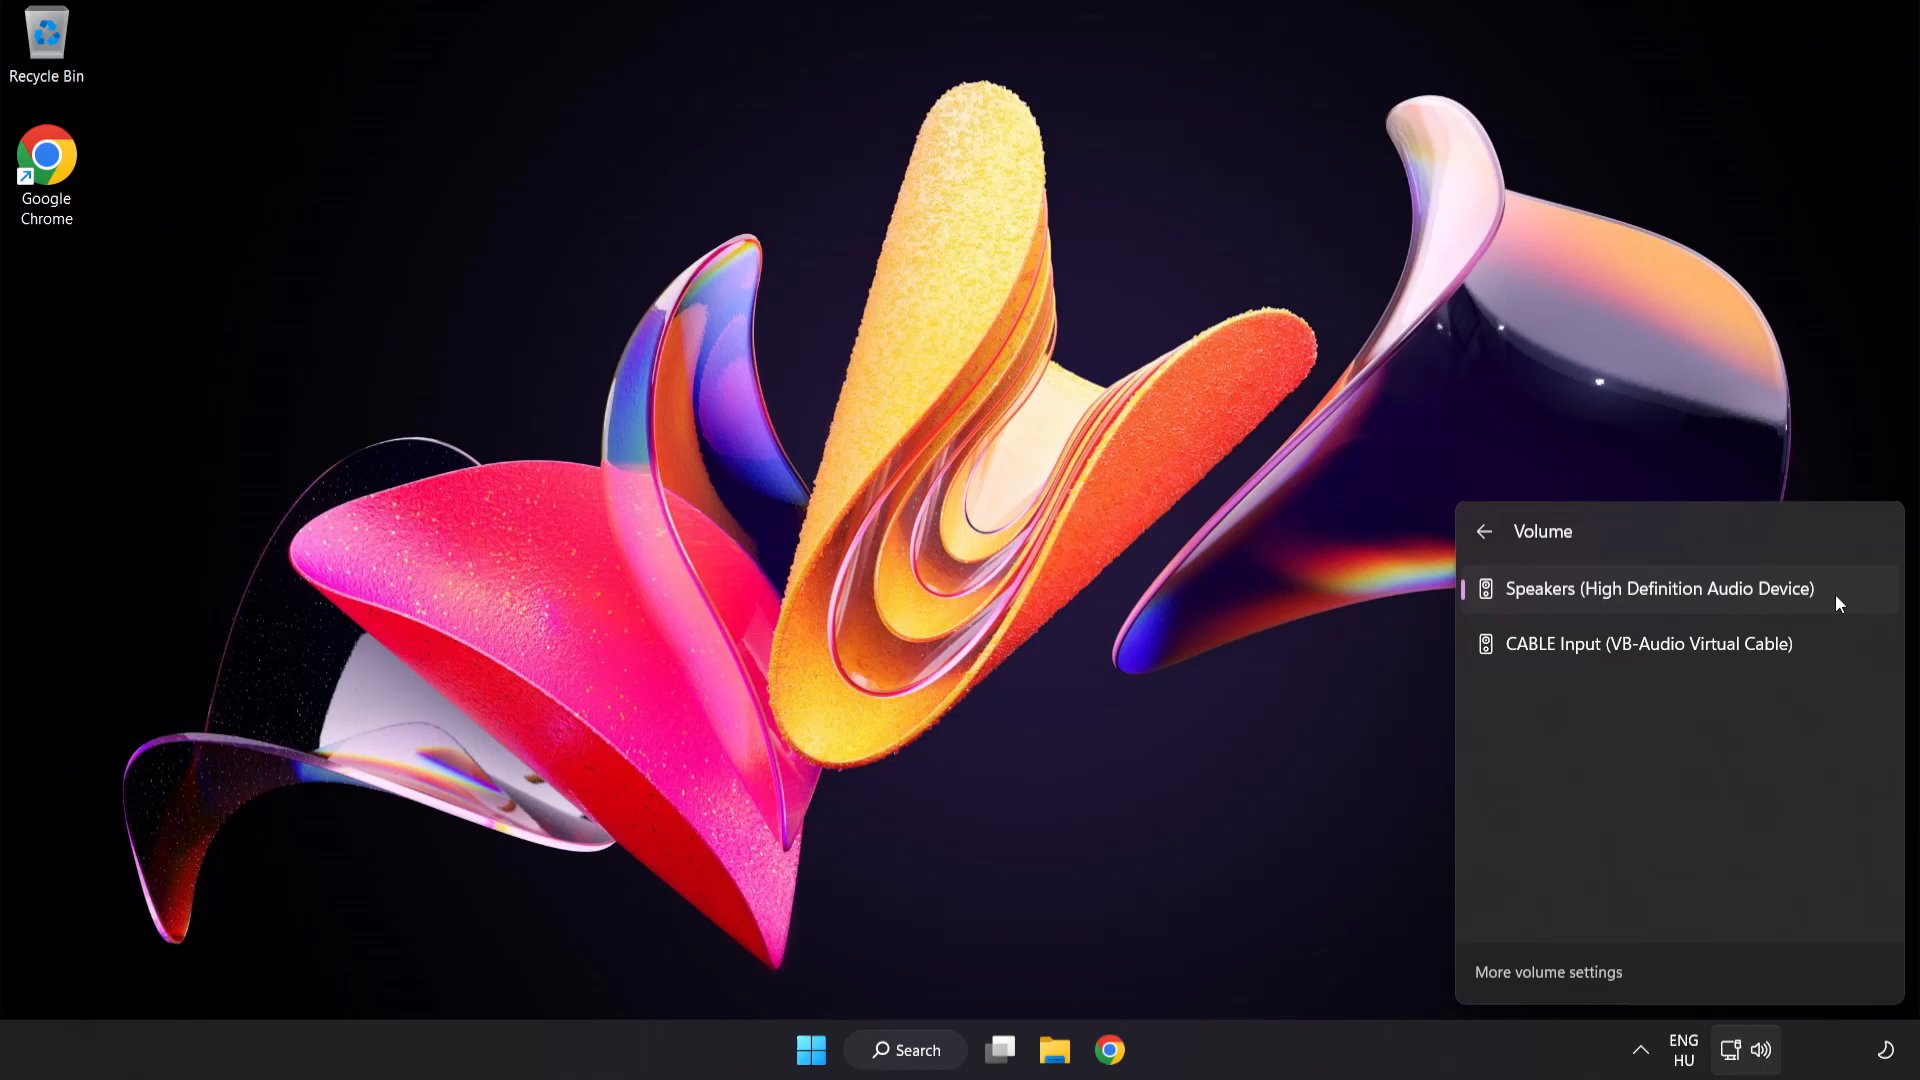 Recycle Bin
Google
Chrome
Volume
Speakers (High Definition Audio Device)
CABLE Input (VB-Audio Virtual Cable)
More volume settings
Search
ENG
HU